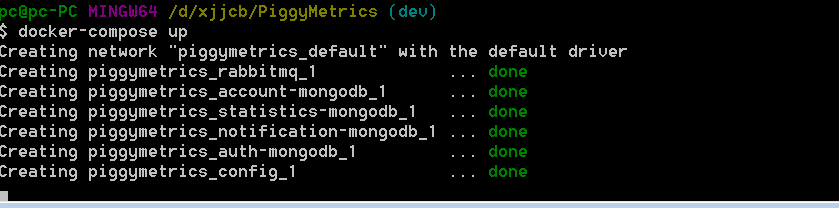 pc@pc-PC MINGW64 /d/xjjcb/PiggyMetrics (dev)
$ docker-compose up
Creating network "piggymetrics_default" with the default driver
Creating piggymetrics_rabbitmq_1 ... done
Creating piggymetrics_account-mongodb_1 ... done
Creating piggymetrics_statistics-mongodb_1 ... done
Creating piggymetrics_notification-mongodb_1 ... done
Creating piggymetrics_auth-mongodb_1 ... done
Creating piggymetrics_config_1 ... done